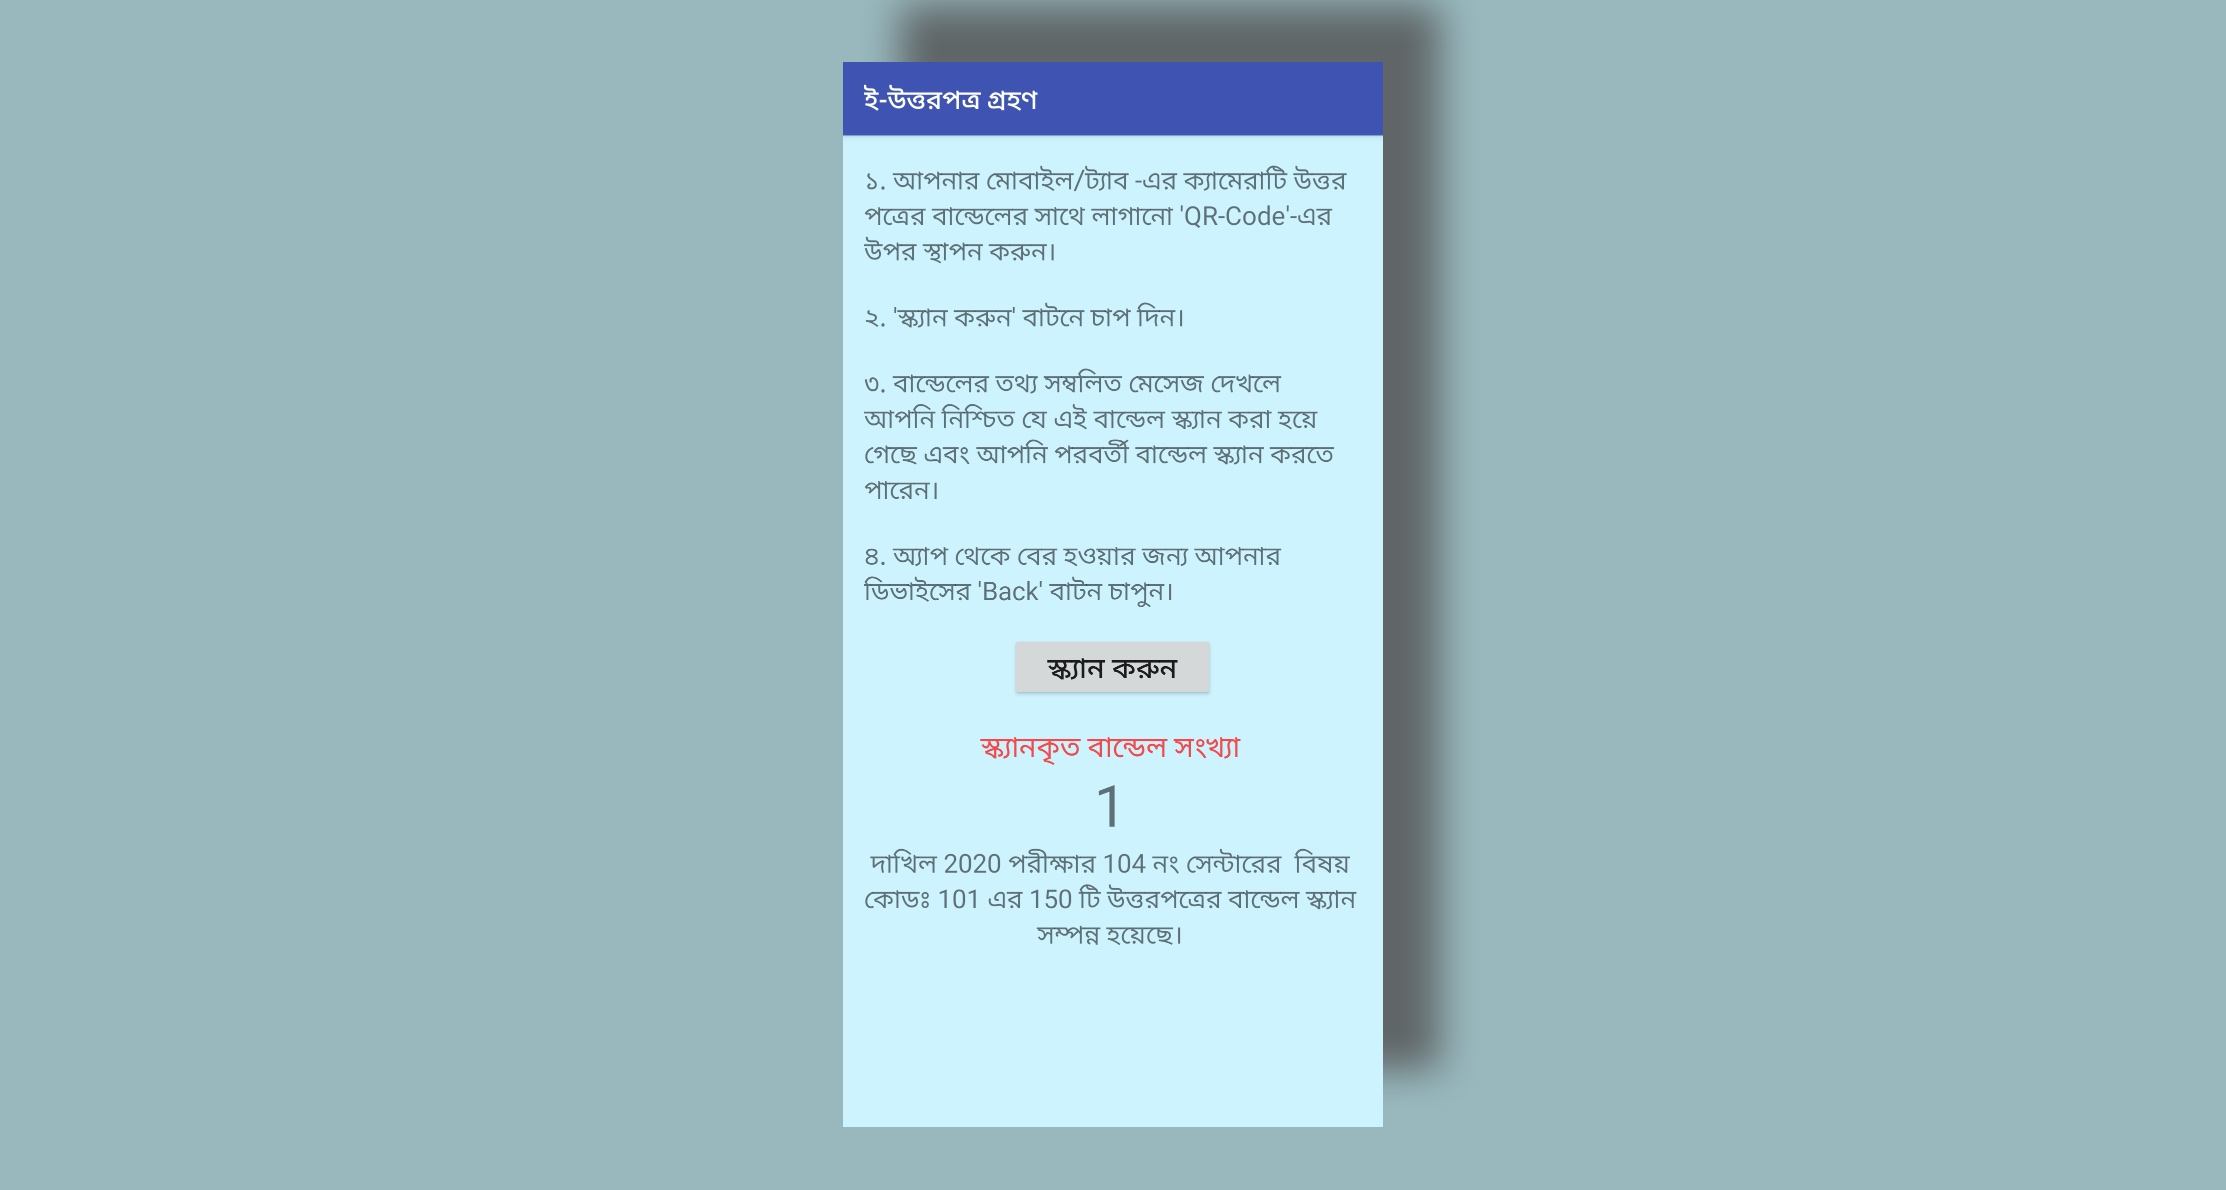 ই-উত্তরপত্র গ্রহণ
১. আপনার মোবাইল/ট্যাব -এর ক্যামেরাটি উত্তর
পত্রের বান্ডেলের সাথে লাগানো 'QR-Code'-এর
উপর স্থাপন করুন।
২. 'স্ক্যান করুন' বাটনে চাপ দিন।
৩. বান্ডেলের তথ্য সম্বলিত মেসেজ দেখলে
আপনি নিশ্চিত যে এই বান্ডেল স্ক্যান করা হয়ে
গেছে এবং আপনি পরবর্তী বান্ডেল স্ক্যান করতে
পারেন।
৪. অ্যাপ থেকে বের হওয়ার জন্য আপনার
ডিভাইসের 'Back' বাটন চাপুন।
স্ক্যান করুন
স্ক্যানকৃত বান্ডেল সংখ্যা
1
দাখিল 2020 পরীক্ষার 104 নং সেন্টারের  বিষয়
কোডঃ 101 এর 150 টি উত্তরপত্রের বান্ডেল স্ক্যান
সম্পন্ন হয়েছে।